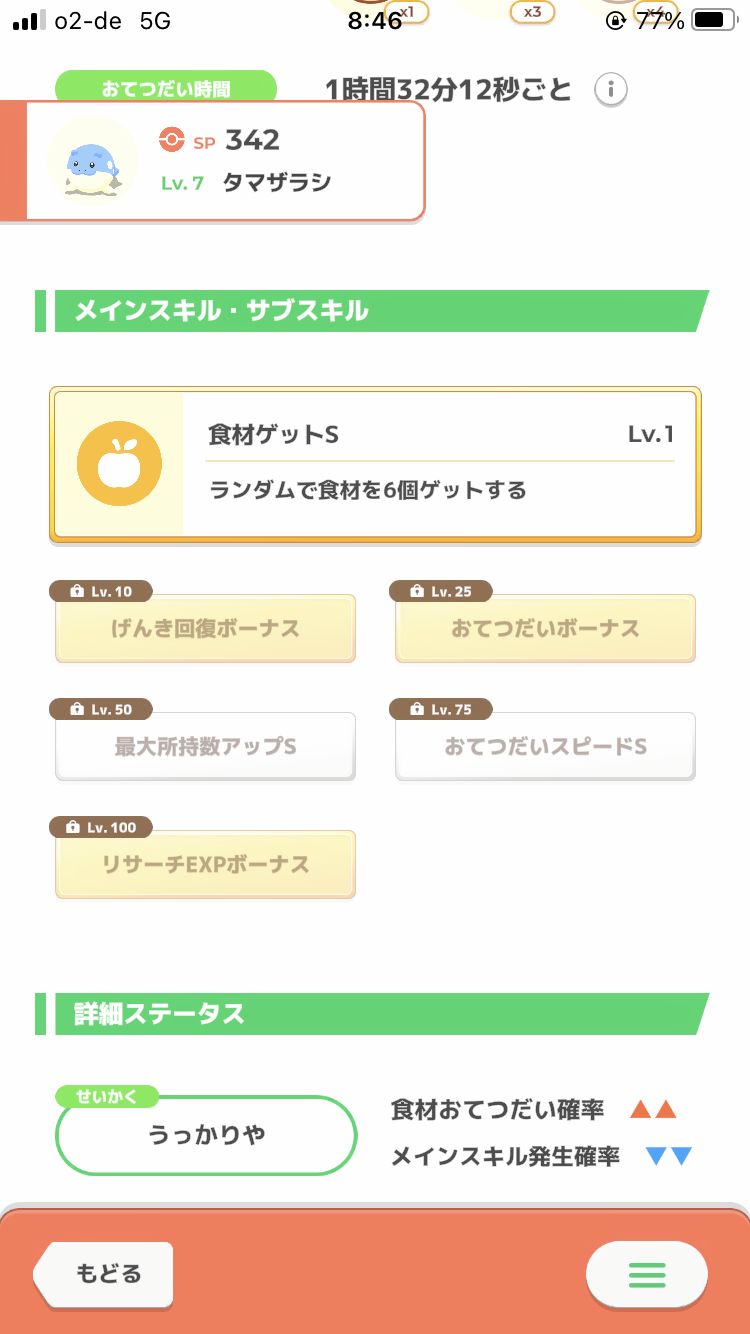 o2-de 5G 8:46 77%
x1 x3 x4
おてつだい時間 1時間32分12秒ごと
SP 342
Lv. 7 タマザラシ
メインスキル・サブスキル
食材ゲットS Lv.1
ランダムで食材を6個ゲットする
Lv. 10 Lv. 25
げんき回復ボーナス おてつだいボーナス
Lv. 50 Lv. 75
最大所持数アップS おてつだいスピードS
Lv. 100
リサーチEXPボーナス
詳細ステータス
せいかく
うっかりや
食材おてつだい確率 ▲▲
メインスキル発生確率 ▼▼
もどる